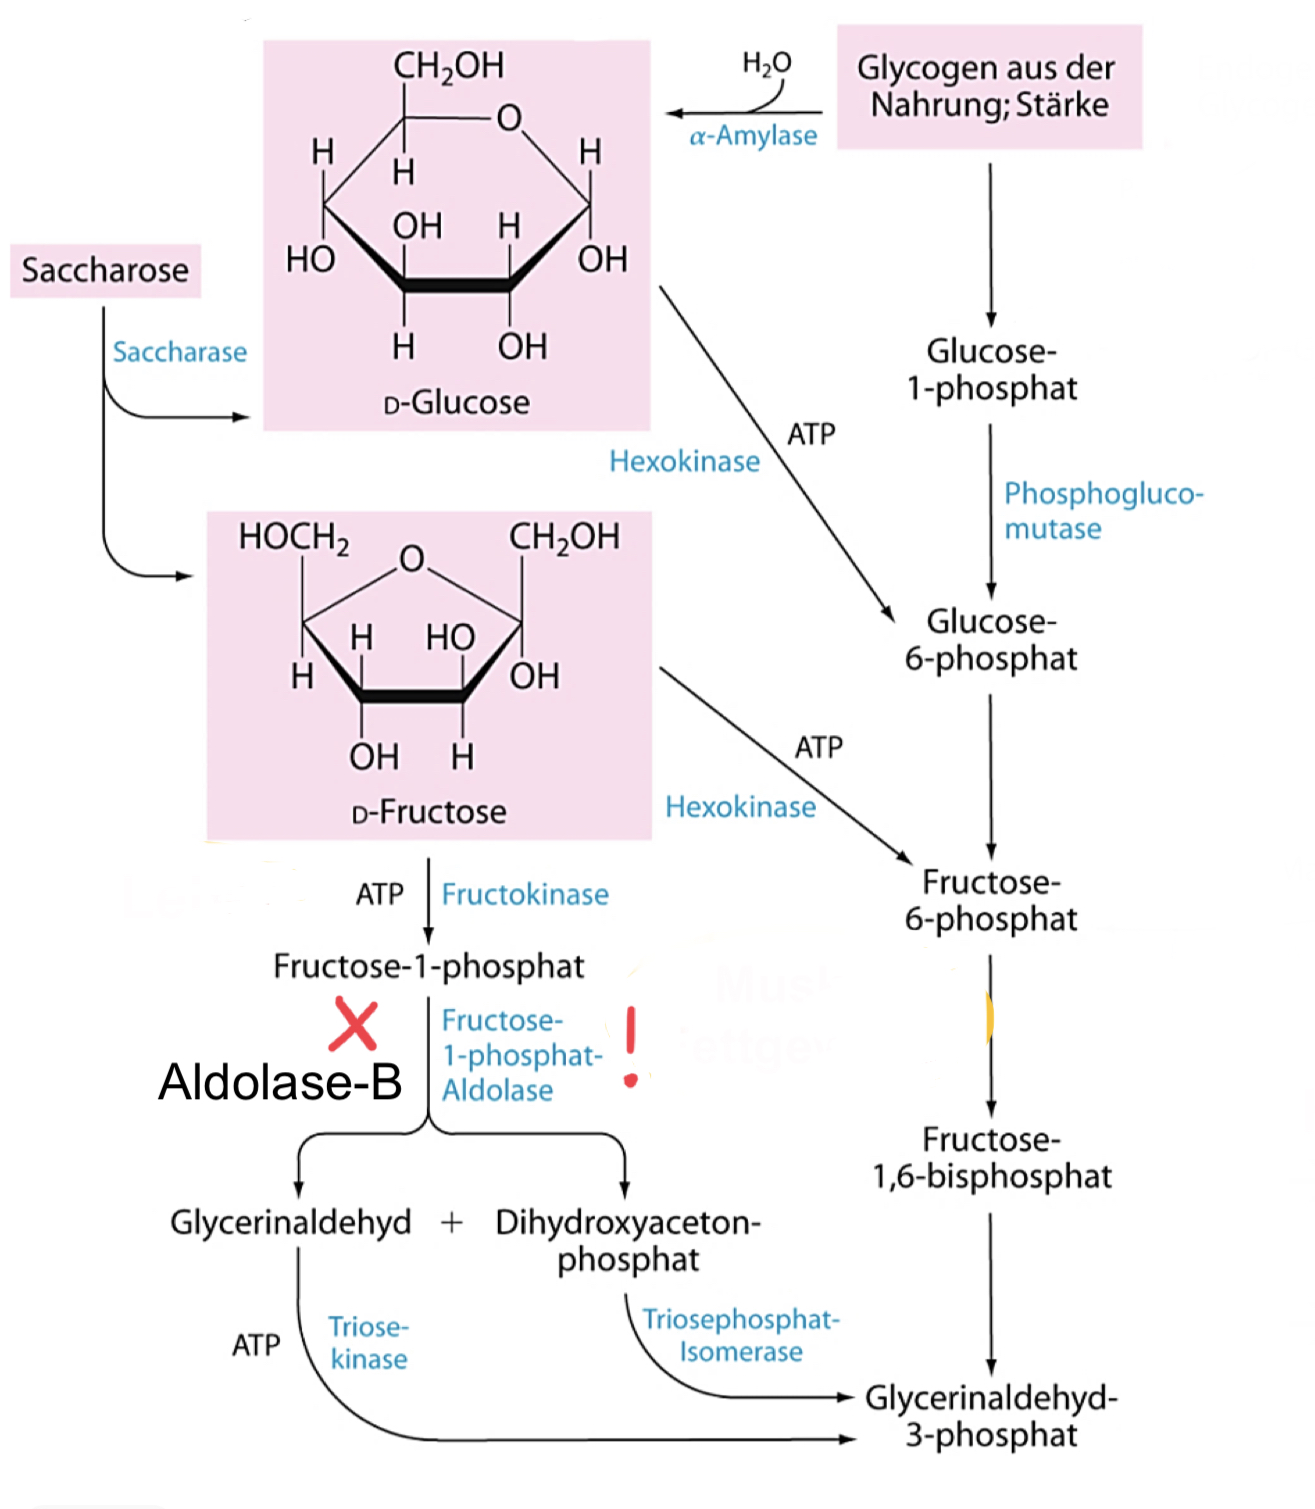 CH₂OH
O
H
H
H
OH
H
HO
OH
H
OH
D-Glucose
H₂O
α-Amylase
Glycogen aus der
Nahrung; Stärke
Saccharose
Saccharase
Glucose-
1-phosphat
ATP
Hexokinase
Phosphogluco-
mutase
HOCH₂
CH₂OH
O
H
HO
H
OH
OH
H
D-Fructose
Glucose-
6-phosphat
ATP
Hexokinase
Fructose-
6-phosphat
ATP
Fructokinase
Fructose-1-phosphat
X
Aldolase-B
Fructose-
1-phosphat-
Aldolase
!
Fructose-
1,6-bisphosphat
Glycerinaldehyd + Dihydroxyaceton-
phosphat
ATP
Triose-
kinase
Triosephosphat-
Isomerase
Glycerinaldehyd-
3-phosphat